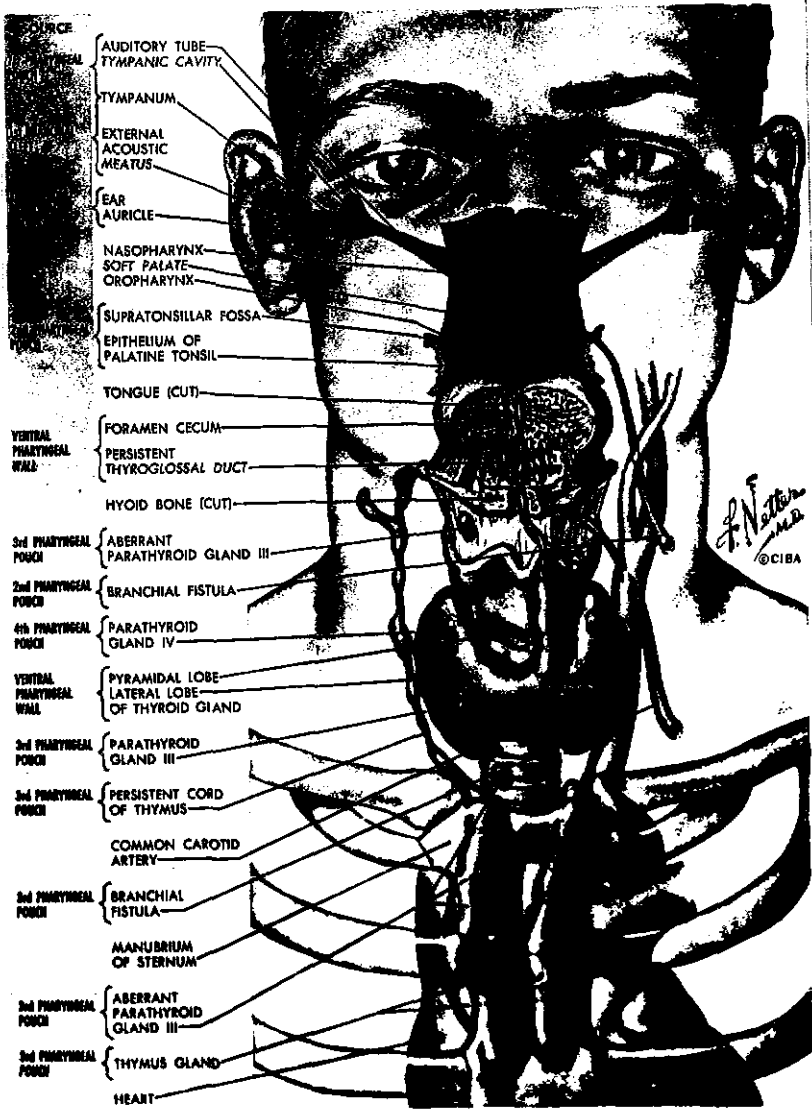 SOURCE
PHARYNGEAL
AUDITORY TUBE
TYMPANIC CAVITY
TYMPANUM
EXTERNAL
ACOUSTIC
MEATUS
EAR
AURICLE
NASOPHARYNX
SOFT PALATE
OROPHARYNX
POUCH
SUPRATONSILLAR FOSSA
EPITHELIUM OF
PALATINE TONSIL
TONGUE (CUT)
VENTRAL
PHARYNGEAL
WALL
FORAMEN CECUM
PERSISTENT
THYROGLOSSAL DUCT
HYOID BONE (CUT)
3rd PHARYNGEAL
POUCH
ABERRANT
PARATHYROID GLAND III
2nd PHARYNGEAL
POUCH
BRANCHIAL FISTULA
4th PHARYNGEAL
POUCH
PARATHYROID
GLAND IV
VENTRAL
PHARYNGEAL
WALL
PYRAMIDAL LOBE
LATERAL LOBE
OF THYROID GLAND
3rd PHARYNGEAL
POUCH
PARATHYROID
GLAND III
3rd PHARYNGEAL
POUCH
PERSISTENT CORD
OF THYMUS
COMMON CAROTID
ARTERY
3rd PHARYNGEAL
POUCH
BRANCHIAL
FISTULA
MANUBRIUM
OF STERNUM
3rd PHARYNGEAL
POUCH
ABERRANT
PARATHYROID
GLAND III
3rd PHARYNGEAL
POUCH
THYMUS GLAND
HEART
F. Netter
M.D.
©CIBA